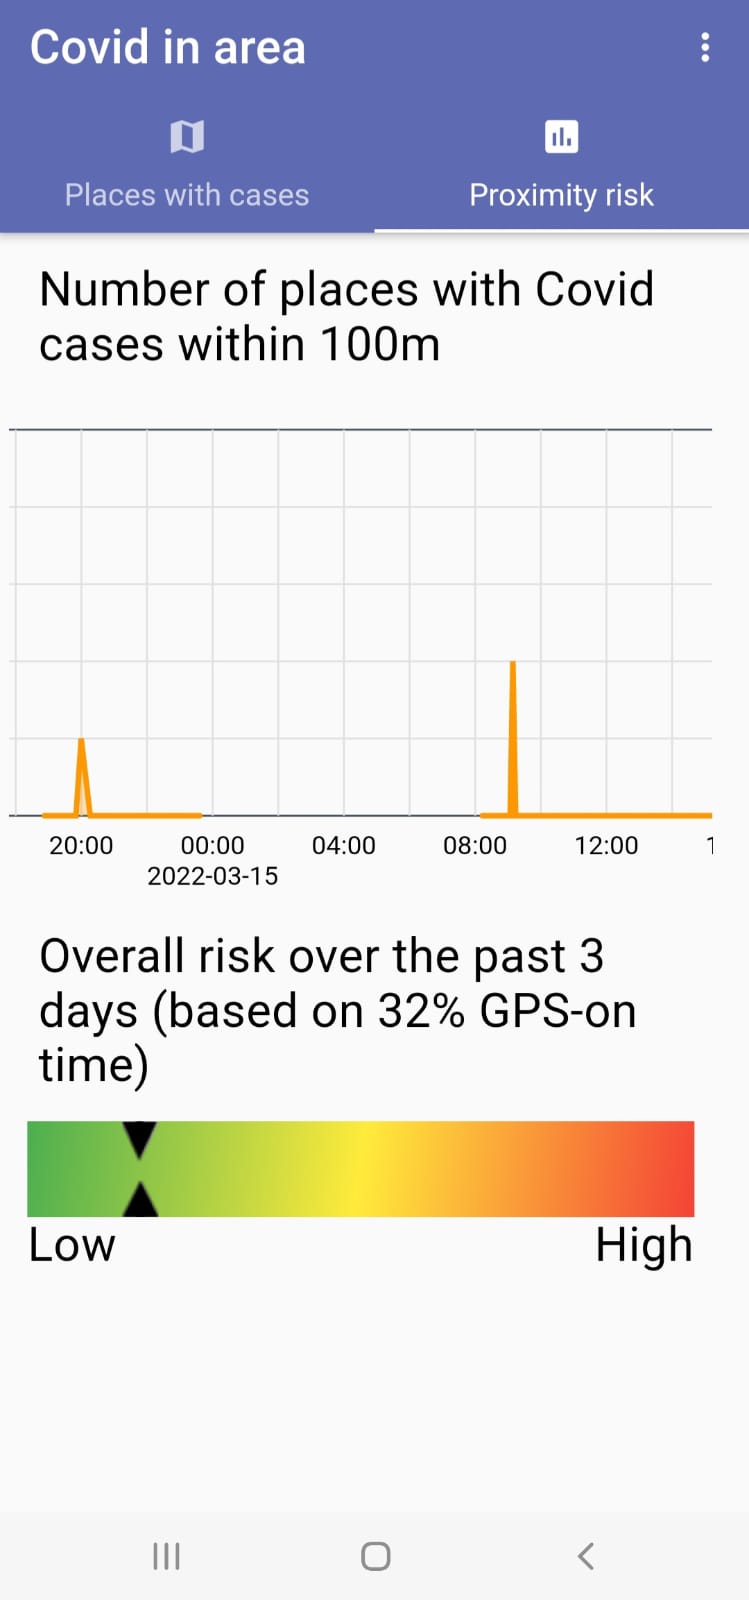 Covid in area
Places with cases
Proximity risk
Number of places with Covid
cases within 100m
20:00 00:00 04:00 08:00 12:00 1
2022-03-15
Overall risk over the past 3
days (based on 32% GPS-on
time)
Low High